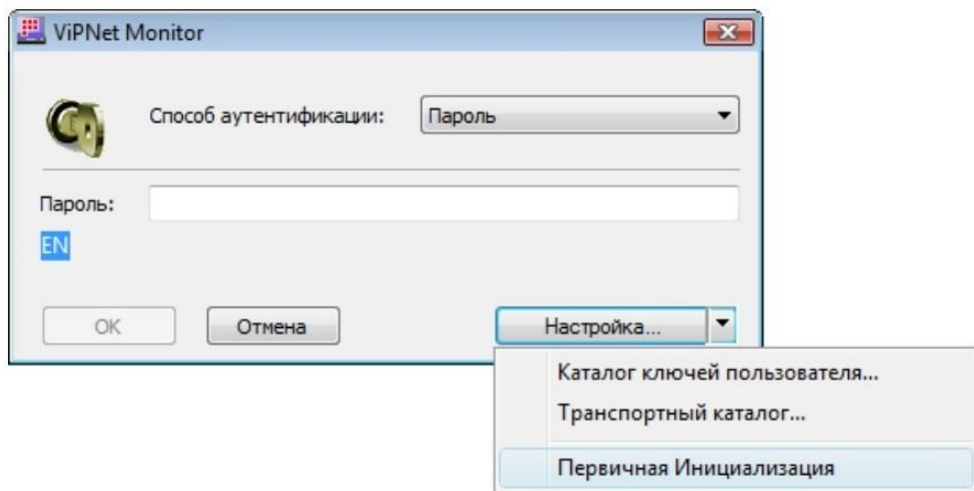 ViPNet Monitor
Способ аутентификации: Пароль
Пароль:
EN
OK Отмена Настройка...
Каталог ключей пользователя...
Транспортный каталог...
Первичная Инициализация